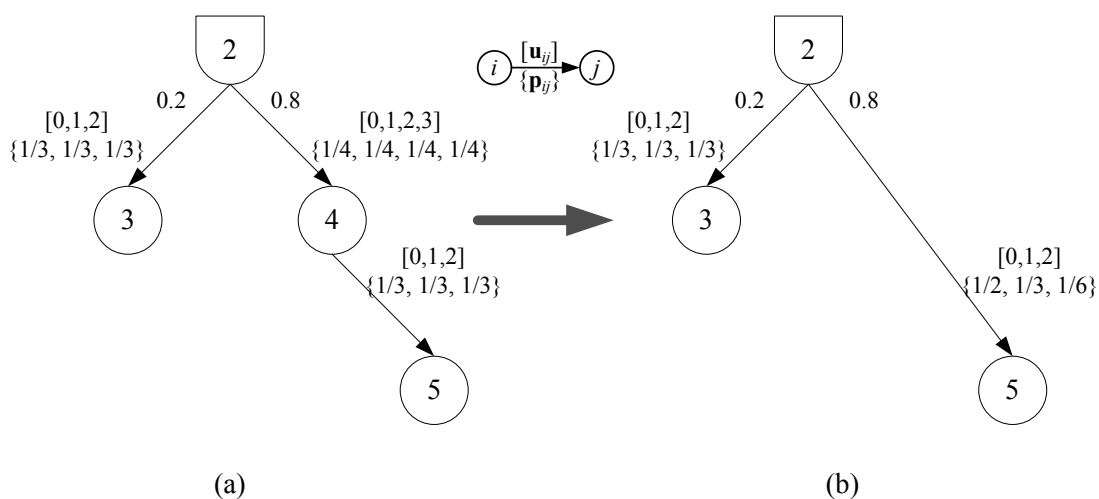 2
0.2
0.8
[0,1,2]
{1/3, 1/3, 1/3}
[0,1,2,3]
{1/4, 1/4, 1/4, 1/4}
3
4
[0,1,2]
{1/3, 1/3, 1/3}
5
(a)
[u_ij]
i
j
{p_ij}
2
0.2
0.8
[0,1,2]
{1/3, 1/3, 1/3}
3
[0,1,2]
{1/2, 1/3, 1/6}
5
(b)